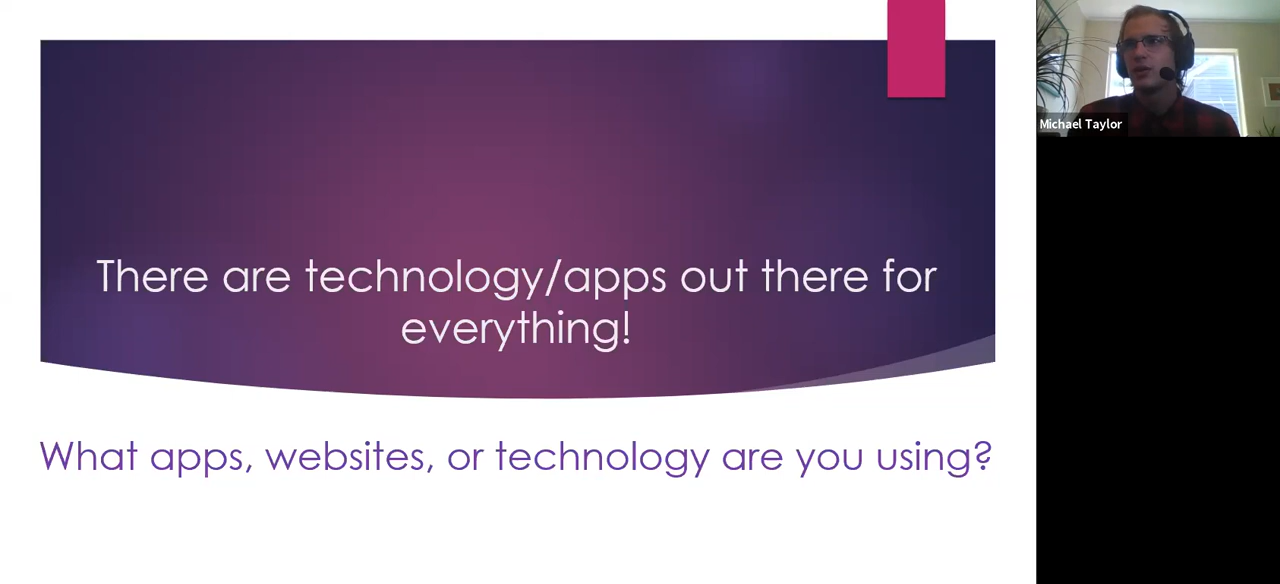 There are technology/apps out there for
everything!
What apps, websites, or technology are you using?
Michael Taylor